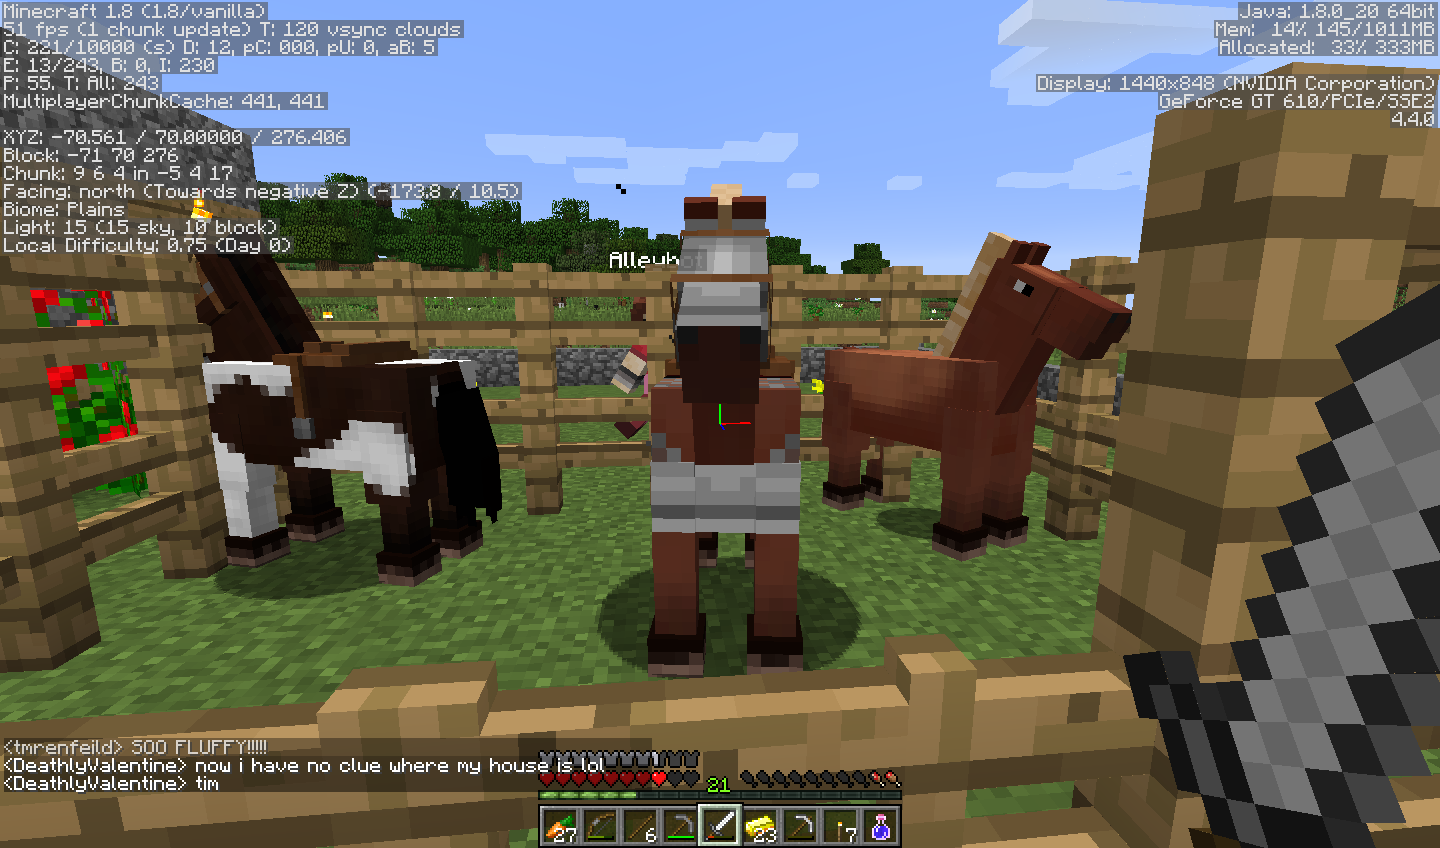 Minecraft 1.8 (1.8/vanilla)
51 fps (1 chunk update) T: 120 vsync clouds
C: 221/10000 (s) D: 12, pC: 000, pU: 0, aB: 5
E: 13/243, B: 0, I: 230
P: 55. T: All: 243
MultiplayerChunkCache: 441, 441
XYZ: -70.561 / 70.00000 / 276.406
Block: -71 70 276
Chunk: 9 6 4 in -5 4 17
Facing: north (Towards negative Z) (-173.8 / 10.5)
Biome: Plains
Light: 15 (15 sky, 10 block)
Local Difficulty: 0.75 (Day 0)
Java: 1.8.0_20 64bit
Mem: 14% 145/1011MB
Allocated: 33% 333MB
Display: 1440x848 (NVIDIA Corporation)
GeForce GT 610/PCIe/SSE2
4.4.0
<tmrenfeild> SOO FLUFFY!!!!!
<DeathlyValentine> now i have no clue where my house is lol
<DeathlyValentine> tim
21
27
6
23
7